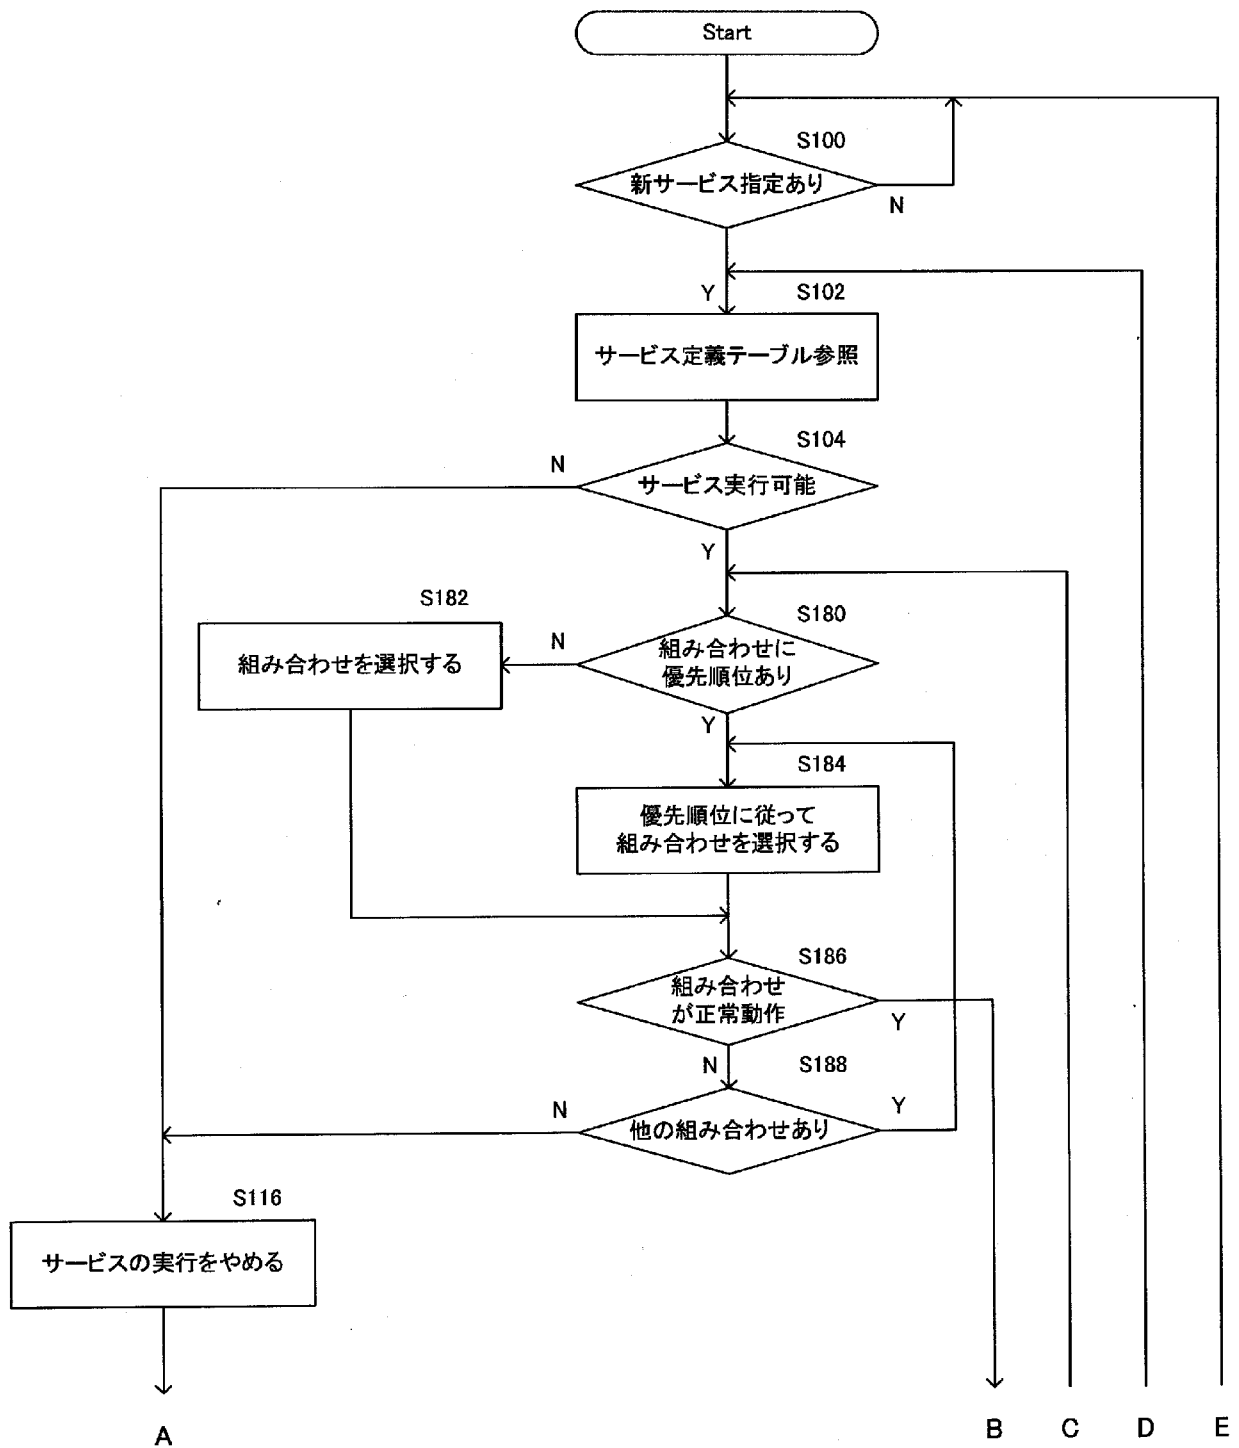 Start
S100
新サービス指定あり
N
Y
S102
サービス定義テーブル参照
S104
N
サービス実行可能
Y
S182
S180
組み合わせを選択する
N
組み合わせに
優先順位あり
Y
S184
優先順位に従って
組み合わせを選択する
S186
組み合わせ
が正常動作
Y
N
S188
N
Y
他の組み合わせあり
S116
サービスの実行をやめる
A
B
C
D
E